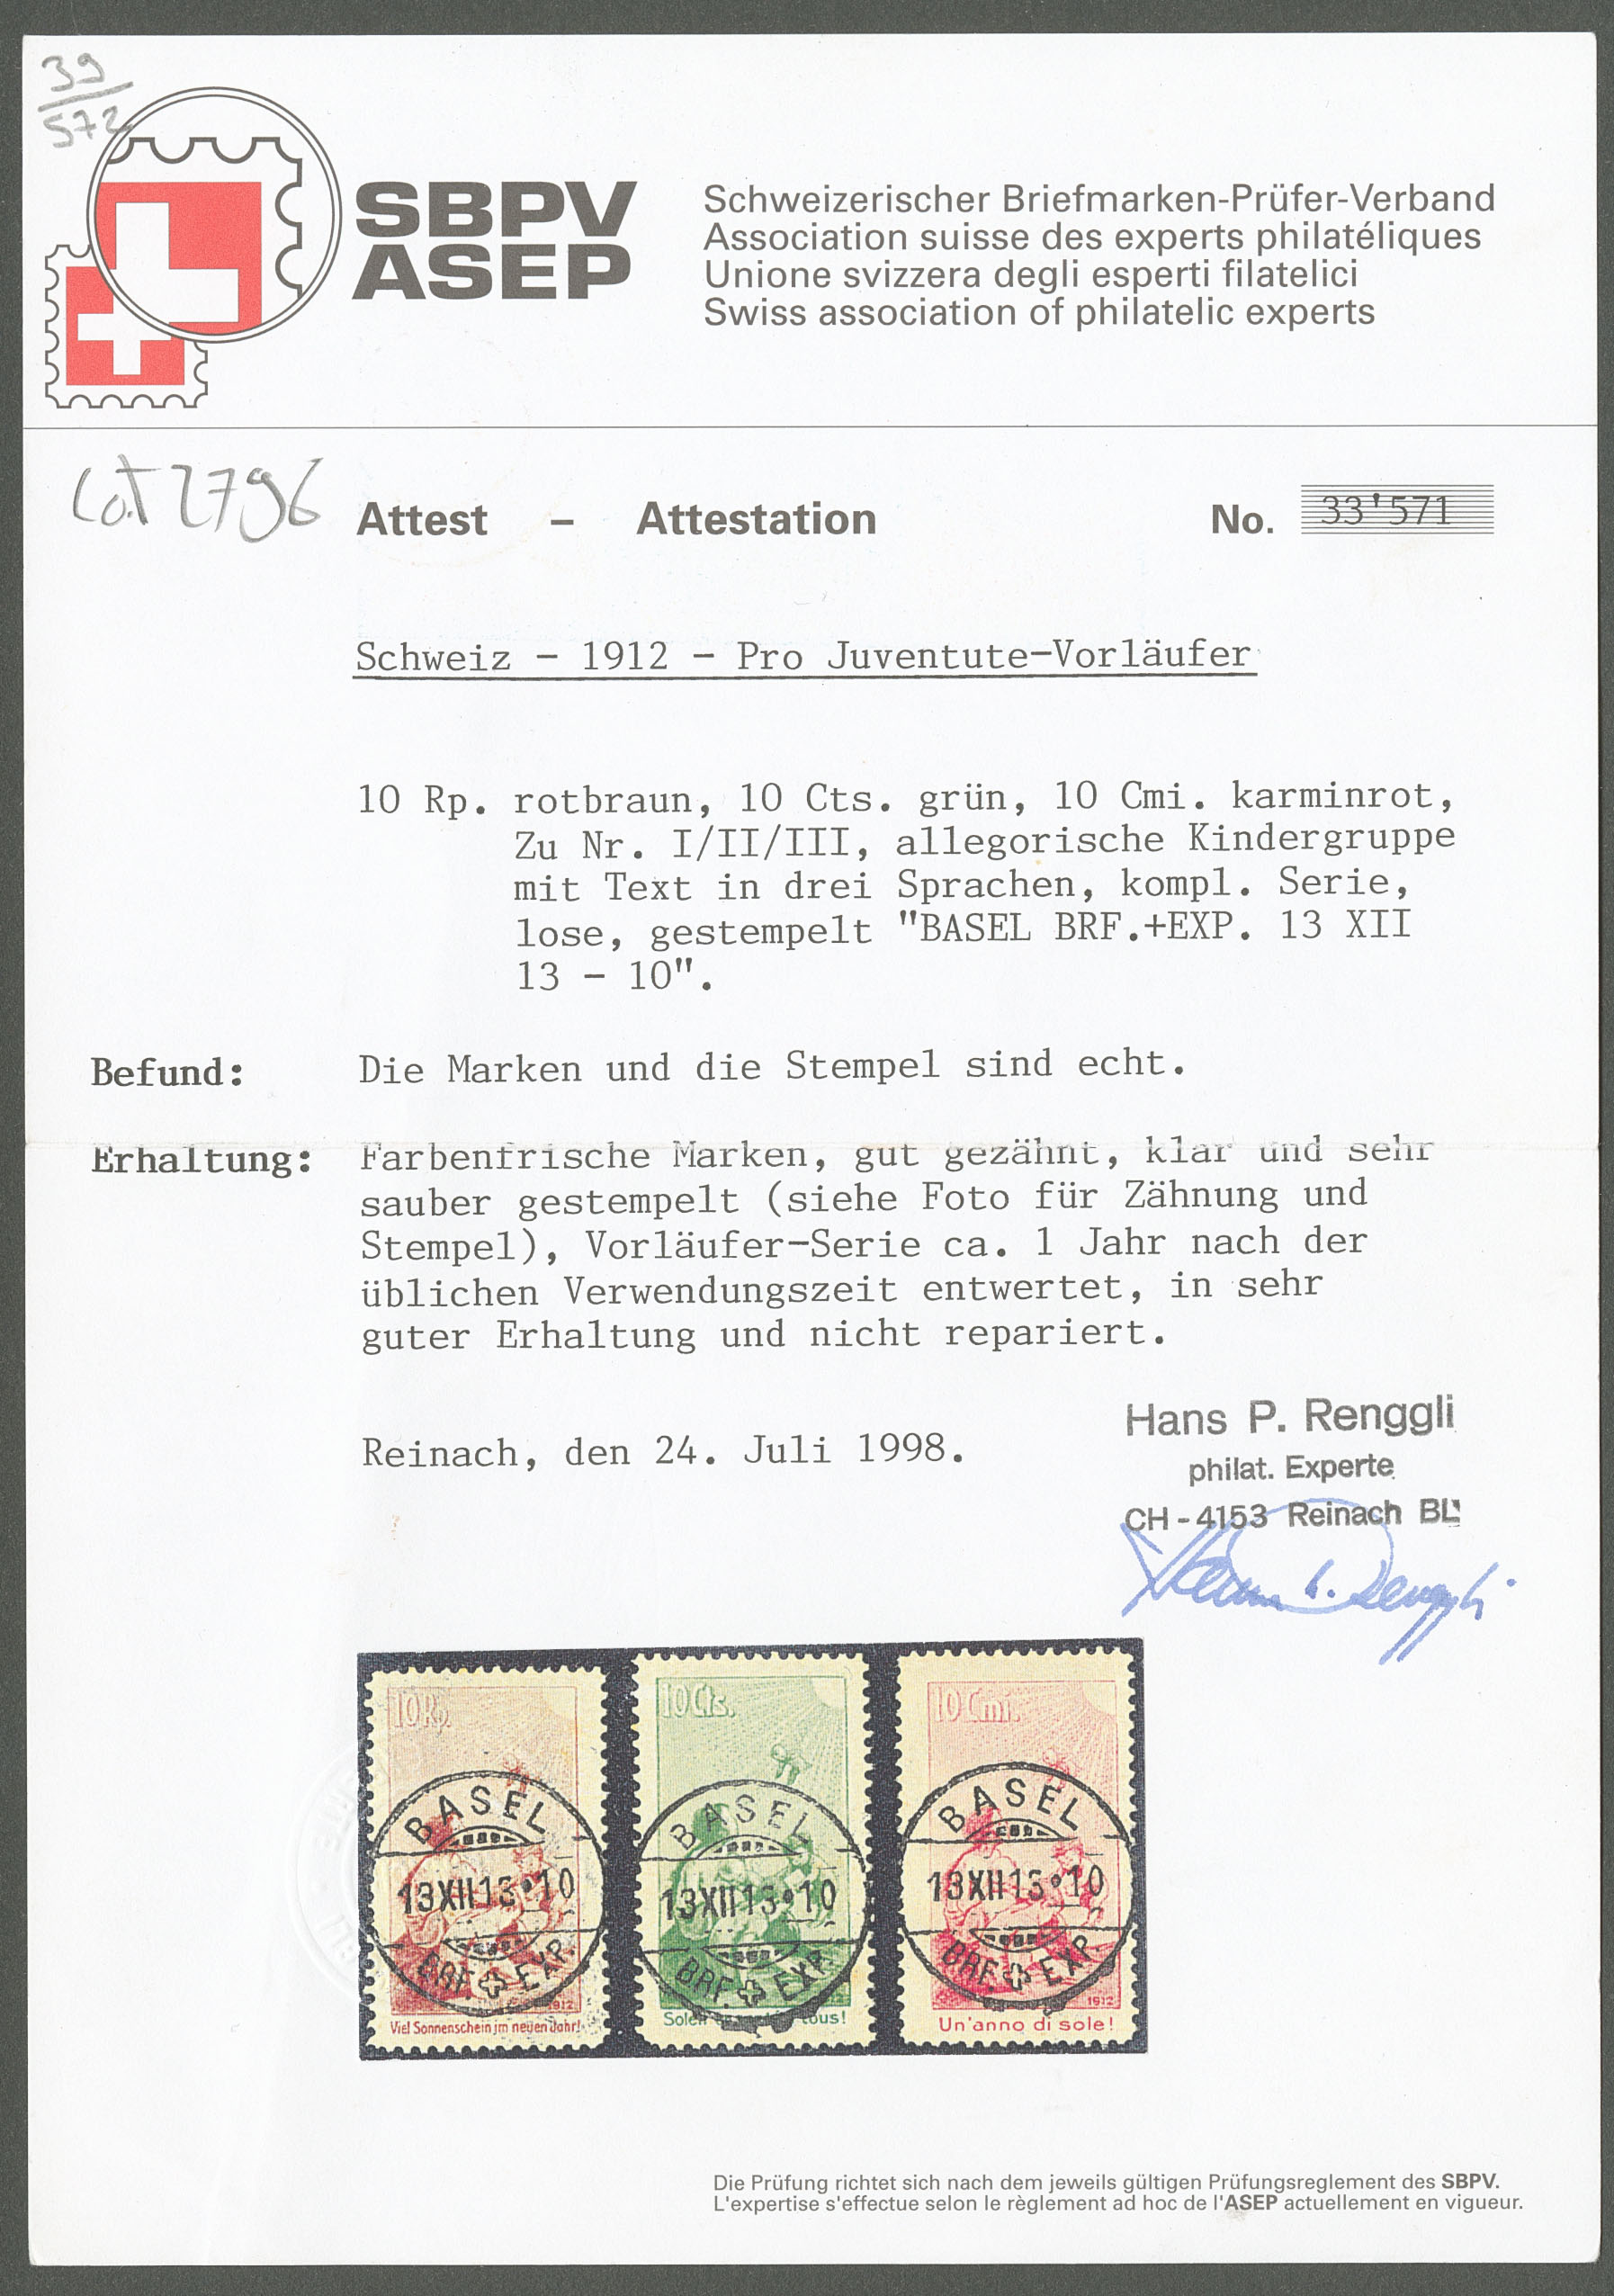 39
572
SBPV
ASEP
Schweizerischer Briefmarken-Prüfer-Verband
Association suisse des experts philatéliques
Unione svizzera degli esperti filatelici
Swiss association of philatelic experts
Lot 2796
Attest – Attestation
No. 33'571
Schweiz - 1912 - Pro Juventute-Vorläufer
10 Rp. rotbraun, 10 Cts. grün, 10 Cmi. karminrot,
Zu Nr. I/II/III, allegorische Kindergruppe
mit Text in drei Sprachen, kompl. Serie,
lose, gestempelt "BASEL BRF.+EXP. 13 XII
13 - 10".
Befund: Die Marken und die Stempel sind echt.
Erhaltung: Farbenfrische Marken, gut gezähnt, klar und sehr
sauber gestempelt (siehe Foto für Zähnung und
Stempel), Vorläufer-Serie ca. 1 Jahr nach der
üblichen Verwendungszeit entwertet, in sehr
guter Erhaltung und nicht repariert.
Reinach, den 24. Juli 1998.
Hans P. Renggli
philat. Experte
CH - 4153 Reinach BL
Hans P. Renggli
10 Rp.
BASEL
13 XII 13 • 10
BRF. EXP.
1912
Viel Sonnenschein im neuen Jahr!
10 Cts.
BASEL
13 XII 13 • 10
BRF. EXP.
Soleil tous!
10 Cmi.
BASEL
13 XII 13 • 10
BRF. EXP.
1912
Un'anno di sole!
Die Prüfung richtet sich nach dem jeweils gültigen Prüfungsreglement des SBPV.
L'expertise s'effectue selon le règlement ad hoc de l'ASEP actuellement en vigueur.